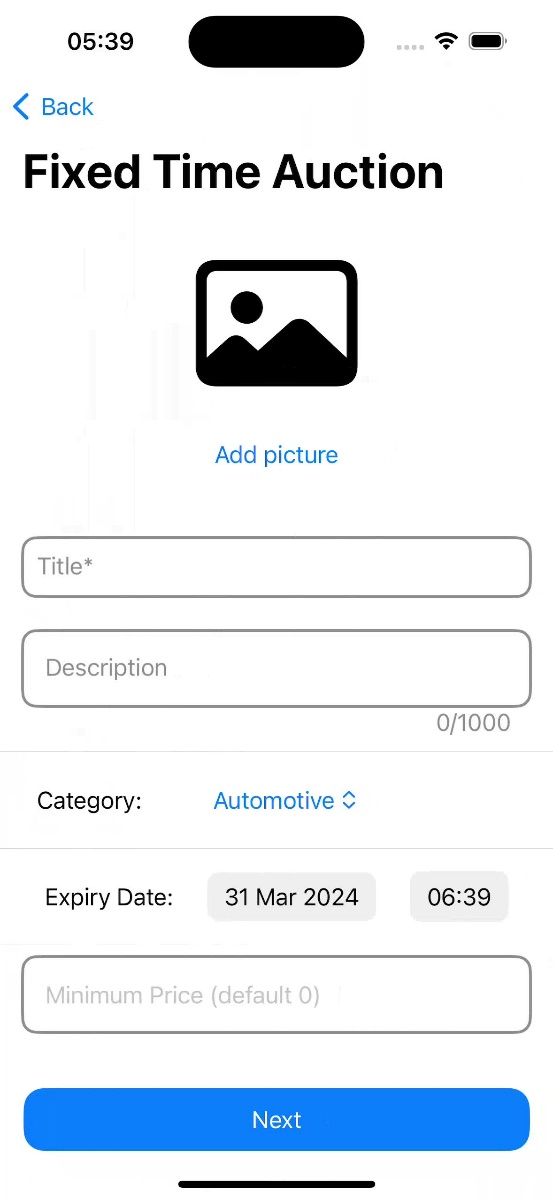 05:39
Back
Fixed Time Auction
Add picture
Title*
Description
0/1000
Category: Automotive
Expiry Date: 31 Mar 2024 06:39
Minimum Price (default 0)
Next